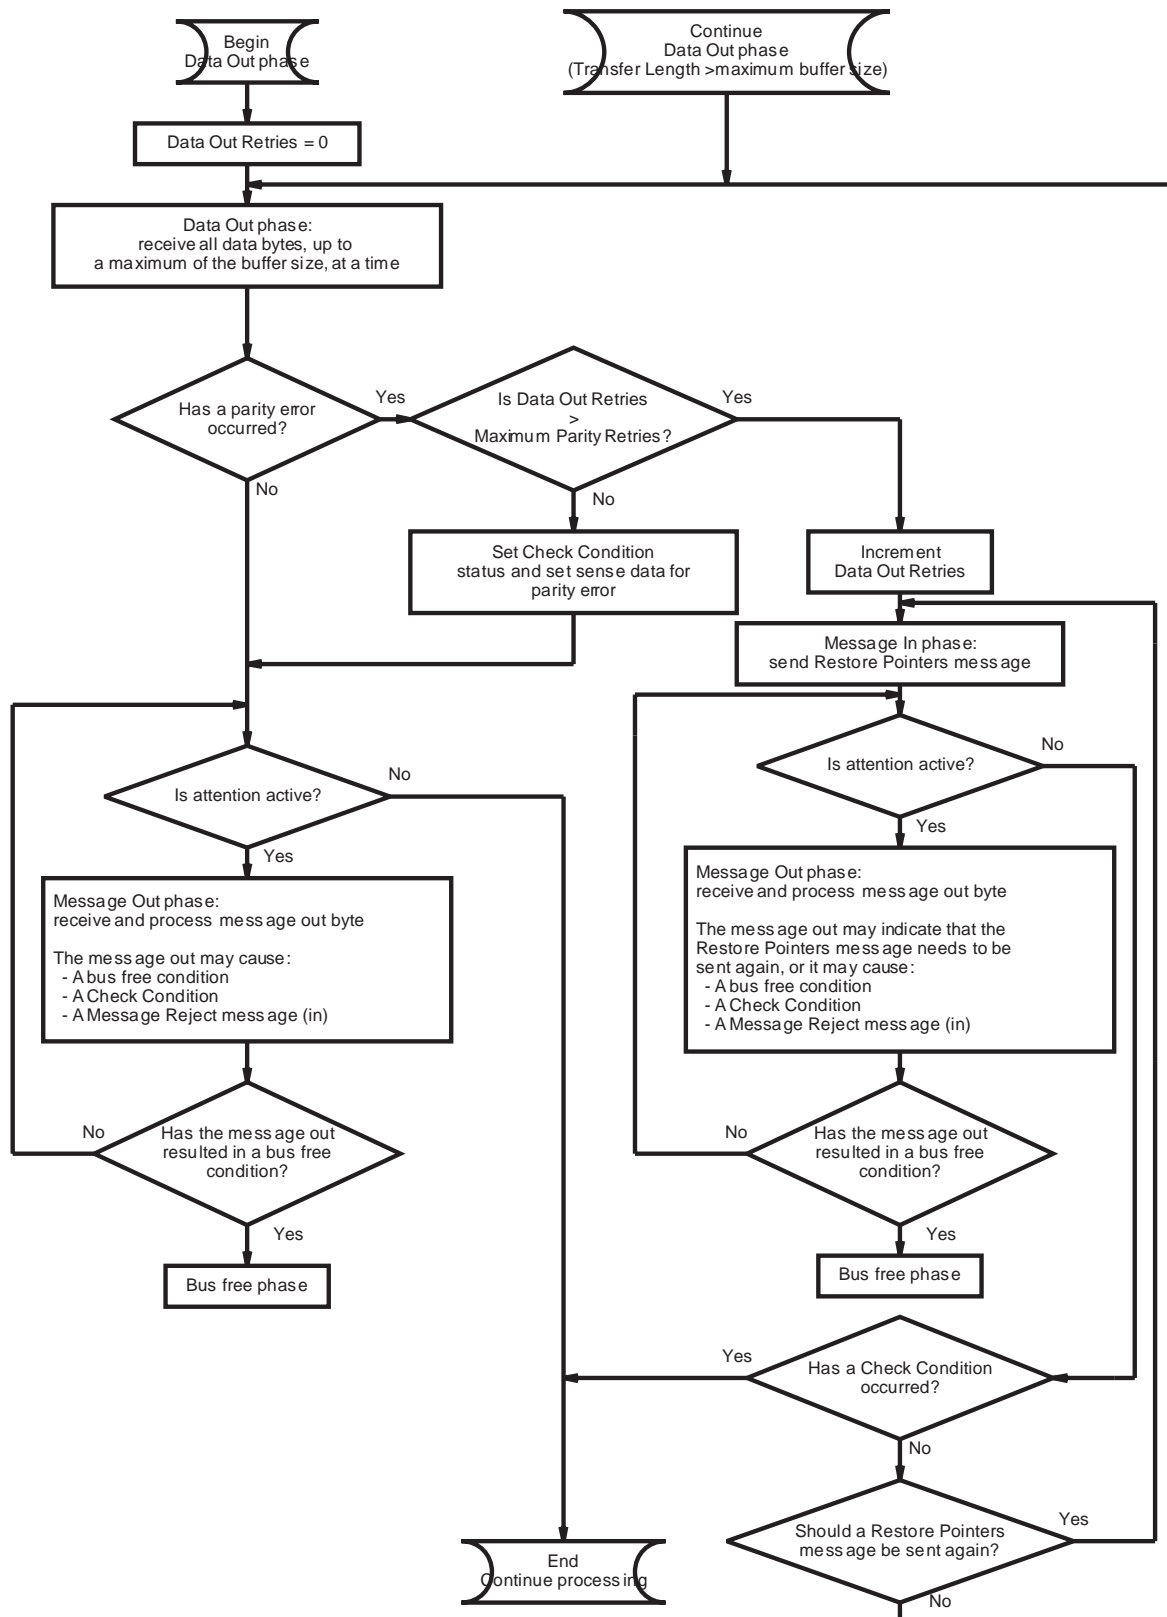 Begin
Data Out phase
Continue
Data Out phase
(Transfer Length >maximum buffer size)
Data Out Retries = 0
Data Out phase:
receive all data bytes, up to
a maximum of the buffer size, at a time
Has a parity error
occurred?
Yes
No
Is Data Out Retries
>
Maximum Parity Retries?
Yes
No
Set Check Condition
status and set sense data for
parity error
Increment
Data Out Retries
Message In phase:
send Restore Pointers message
Is attention active?
No
Yes
Is attention active?
No
Yes
Message Out phase:
receive and process message out byte
The message out may cause:
- A bus free condition
- A Check Condition
- A Message Reject message (in)
Message Out phase:
receive and process message out byte
The message out may indicate that the
Restore Pointers message needs to be
sent again, or it may cause:
- A bus free condition
- A Check Condition
- A Message Reject message (in)
No
Has the message out
resulted in a bus free
condition?
Yes
Bus free phase
No
Has the message out
resulted in a bus free
condition?
Yes
Bus free phase
Yes
Has a Check Condition
occurred?
No
Should a Restore Pointers
message be sent again?
Yes
No
End
Continue processing